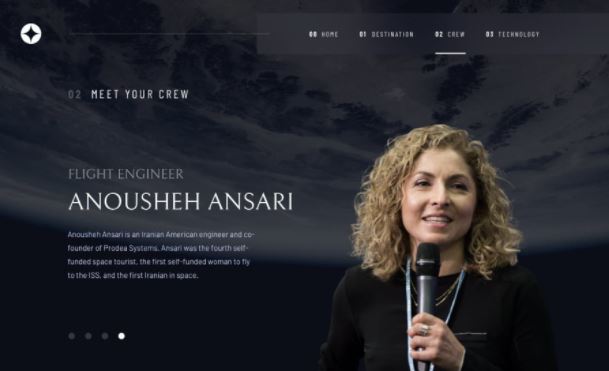 00 HOME
01 DESTINATION
02 CREW
03 TECHNOLOGY
02 MEET YOUR CREW
FLIGHT ENGINEER
ANOUSHEH ANSARI
Anousheh Ansari is an Iranian American engineer and co-
founder of Prodea Systems. Ansari was the fourth self-
funded space tourist, the first self-funded woman to fly
to the ISS, and the first Iranian in space.